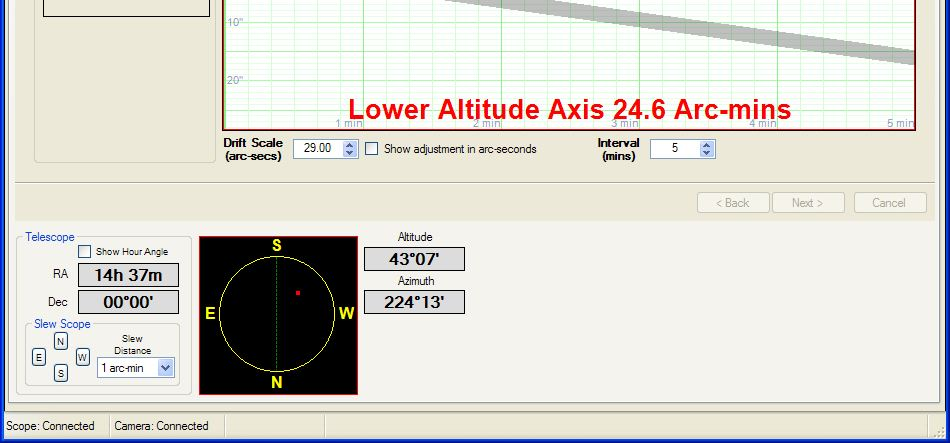 10"
20"
Lower Altitude Axis 24.6 Arc-mins
1 min 2 min 3 min 4 min 5 min
Drift Scale
(arc-secs)
29.00
Show adjustment in arc-seconds
Interval
(mins)
5
< Back Next > Cancel
Telescope
Show Hour Angle
RA 14h 37m
Dec 00°00'
Slew Scope
N
E W
S
Slew
Distance
1 arc-min
S
E W
N
Altitude
43°07'
Azimuth
224°13'
Scope: Connected Camera: Connected